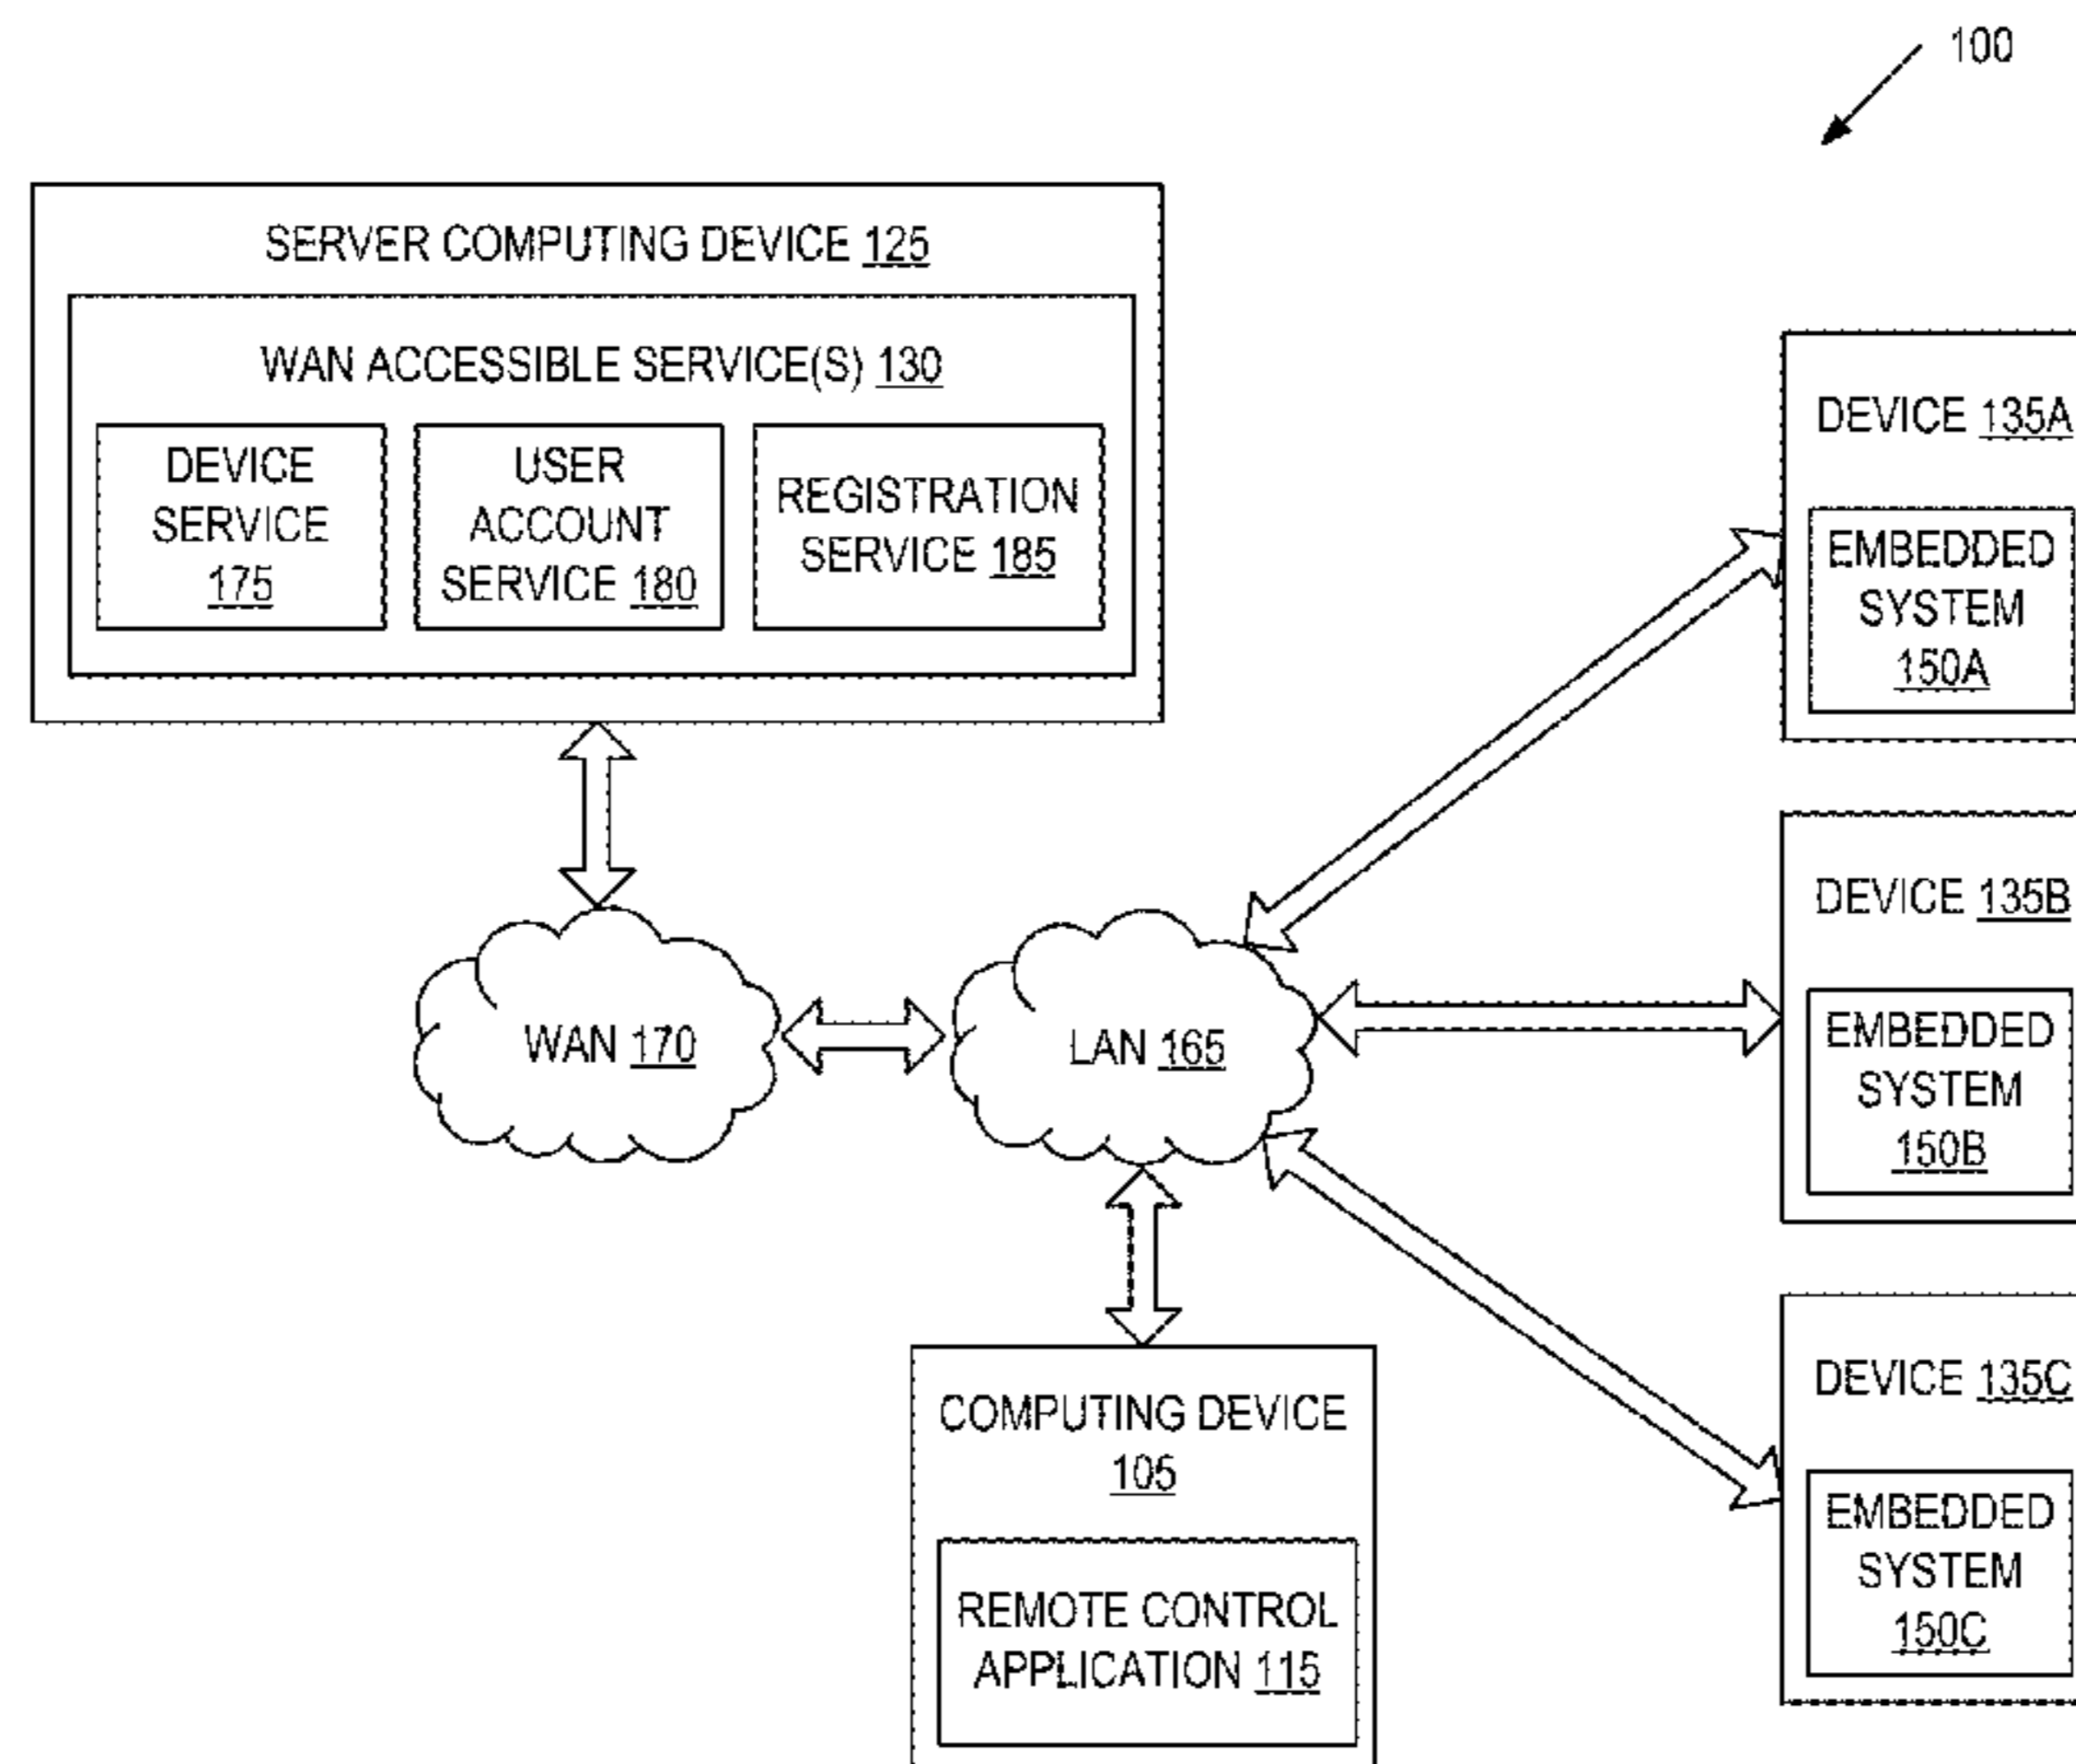 100
SERVER COMPUTING DEVICE 125
WAN ACCESSIBLE SERVICE(S) 130
DEVICE
SERVICE
175
USER
ACCOUNT
SERVICE 180
REGISTRATION
SERVICE 185
DEVICE 135A
EMBEDDED
SYSTEM
150A
DEVICE 135B
EMBEDDED
SYSTEM
150B
WAN 170
LAN 165
DEVICE 135C
EMBEDDED
SYSTEM
150C
COMPUTING DEVICE
105
REMOTE CONTROL
APPLICATION 115